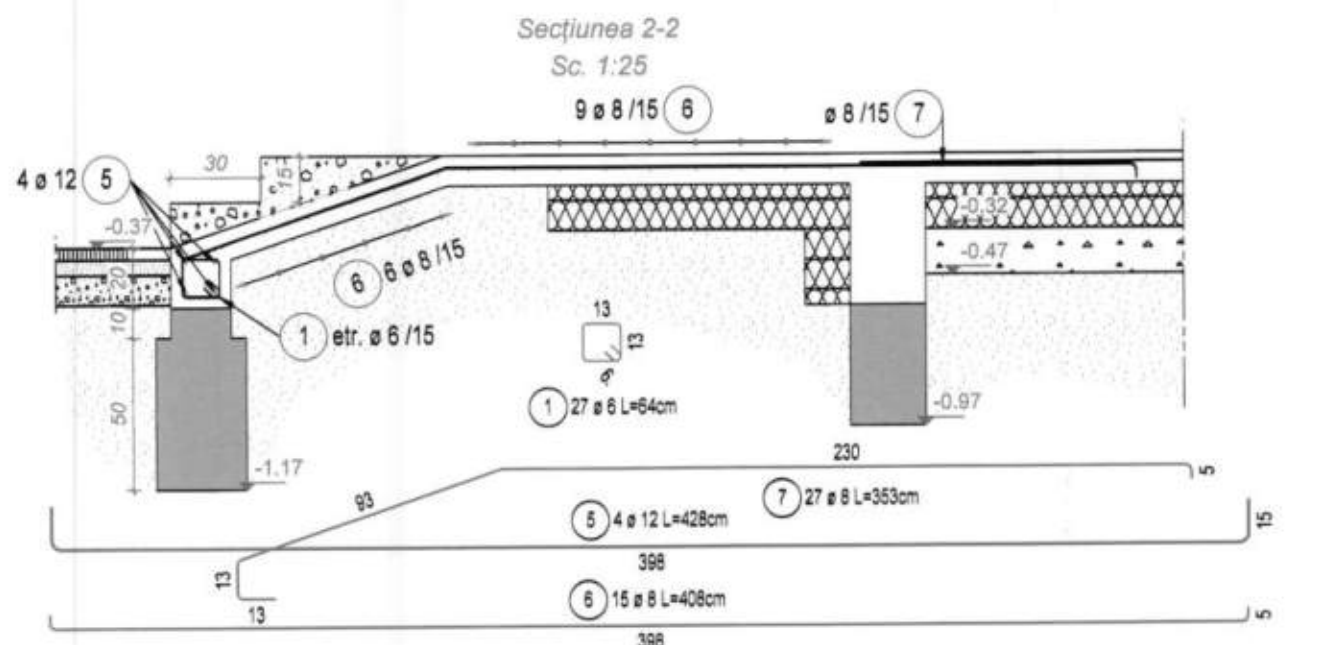 Secțiunea 2-2
Sc. 1:25
9 ø 8 /15 6
ø 8 /15 7
4 ø 12 5
30
15
-0.37
-0.32
-0.47
20
6 6 ø 8 /15
10
1 etr. ø 6 /15
13
13
6
50
1 27 ø 6 L=64cm
-0.97
-1.17
230
5
93
7 27 ø 8 L=353cm
5 4 ø 12 L=428cm
15
398
13
13
6 15 ø 8 L=408cm
5
398